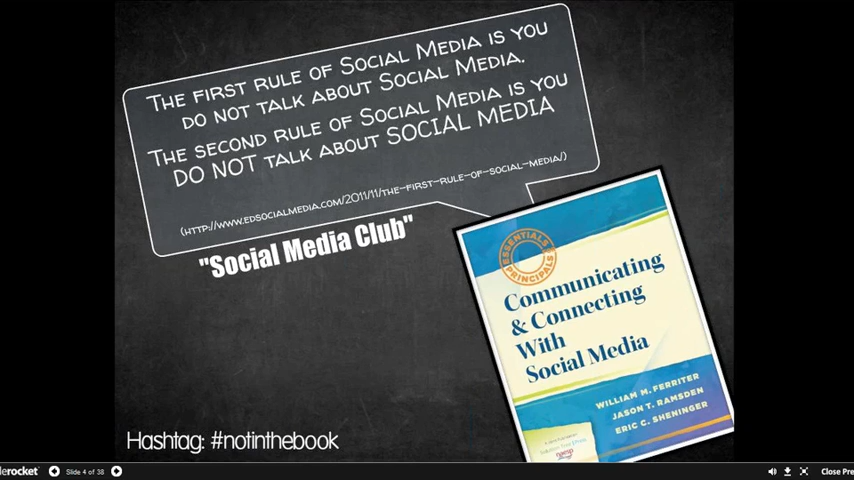 THE FIRST RULE OF SOCIAL MEDIA IS YOU
DO NOT TALK ABOUT SOCIAL MEDIA.
THE SECOND RULE OF SOCIAL MEDIA IS YOU
DO NOT TALK ABOUT SOCIAL MEDIA
(HTTP://WWW.EDSOCIALMEDIA.COM/2011/11/THE-FIRST-RULE-OF-SOCIAL-MEDIA/)
"Social Media Club"
ESSENTIALS
PRINCIPALS
Communicating
& Connecting
With
Social Media
WILLIAM M. FERRITER
JASON T. RAMSDEN
ERIC C. SHENINGER
Hashtag: #notinthebook
derocket
Slide 4 of 38
Close Pre